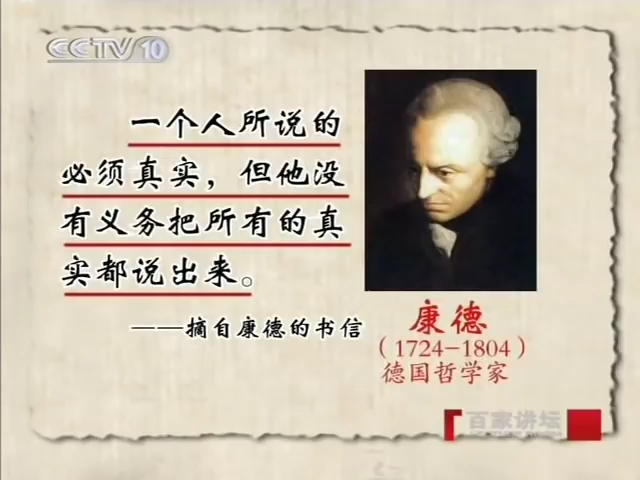 CCTV 10
一个人所说的
必须真实，但他没
有义务把所有的真
实都说出来。
——摘自康德的书信
康德
（1724-1804）
德国哲学家
百家讲坛